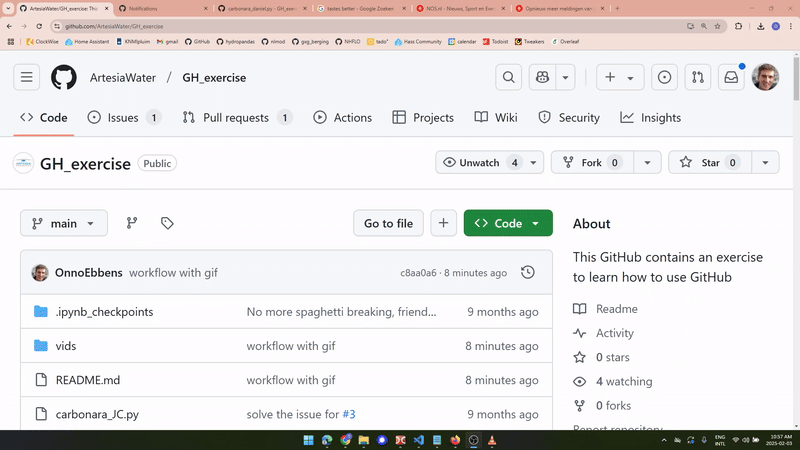 ArtesiaWater/GH_exercise: This
Notifications
carbonara_daniel.py - GH_exer
tastes better - Google Zoeken
NOS.nl - Nieuws, Sport en Eve
Opnieuw meer meldingen van
github.com/ArtesiaWater/GH_exercise
ClockWise
Home Assistant
KNMIpluim
gmail
GitHub
hydropandas
nlmod
gxg_berging
NHFLO
tado°
Hass Community
calendar
Todoist
Tweakers
Overleaf
ArtesiaWater / GH_exercise
Code
Issues 1
Pull requests 1
Actions
Projects
Wiki
Security
Insights
GH_exercise Public
Unwatch 4
Fork 0
Star 0
main
Go to file
Code
About
This GitHub contains an exercise
to learn how to use GitHub
OnnoEbbens workflow with gif c8aa0a6 · 8 minutes ago
.ipynb_checkpoints No more spaghetti breaking, friend... 9 months ago
vids workflow with gif 8 minutes ago
README.md workflow with gif 8 minutes ago
carbonara_JC.py solve the issue for #3 9 months ago
Readme
Activity
0 stars
4 watching
0 forks
Report repository
ENG
INTL
10:57 AM
2025-02-03